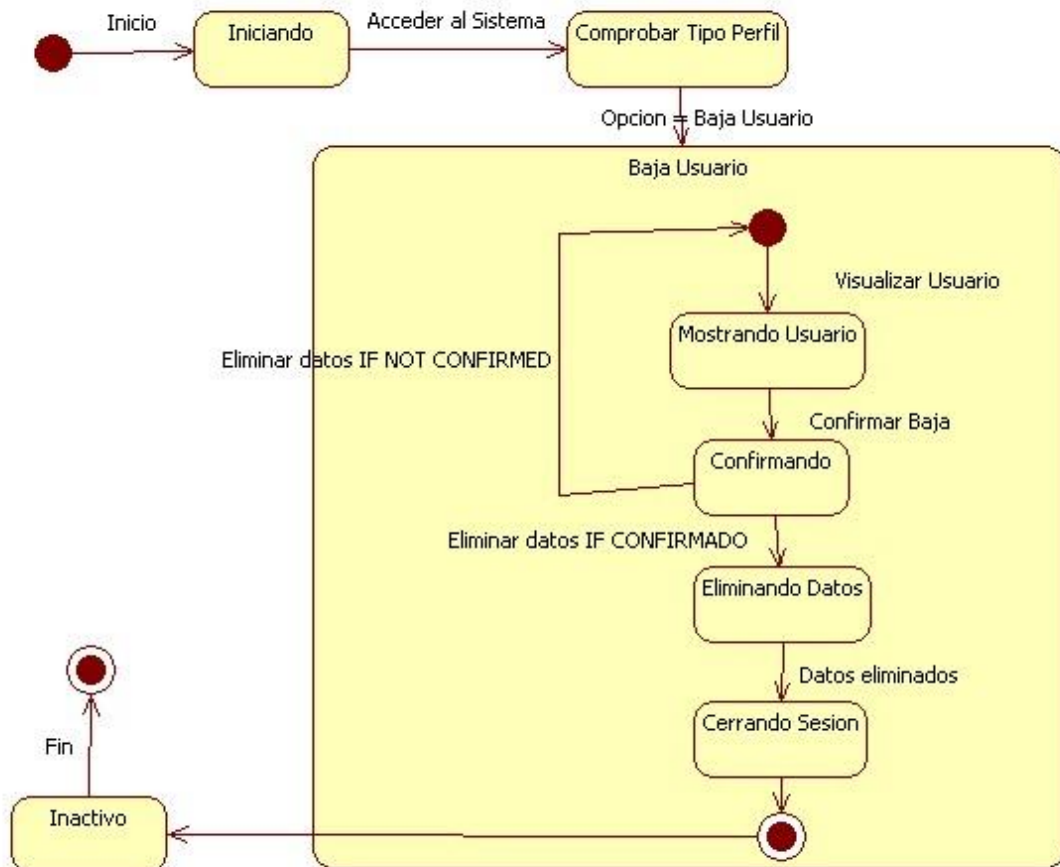 Inicio
Iniciando
Acceder al Sistema
Comprobar Tipo Perfil
Opcion = Baja Usuario
Baja Usuario
Visualizar Usuario
Mostrando Usuario
Eliminar datos IF NOT CONFIRMED
Confirmar Baja
Confirmando
Eliminar datos IF CONFIRMADO
Eliminando Datos
Datos eliminados
Cerrando Sesion
Fin
Inactivo